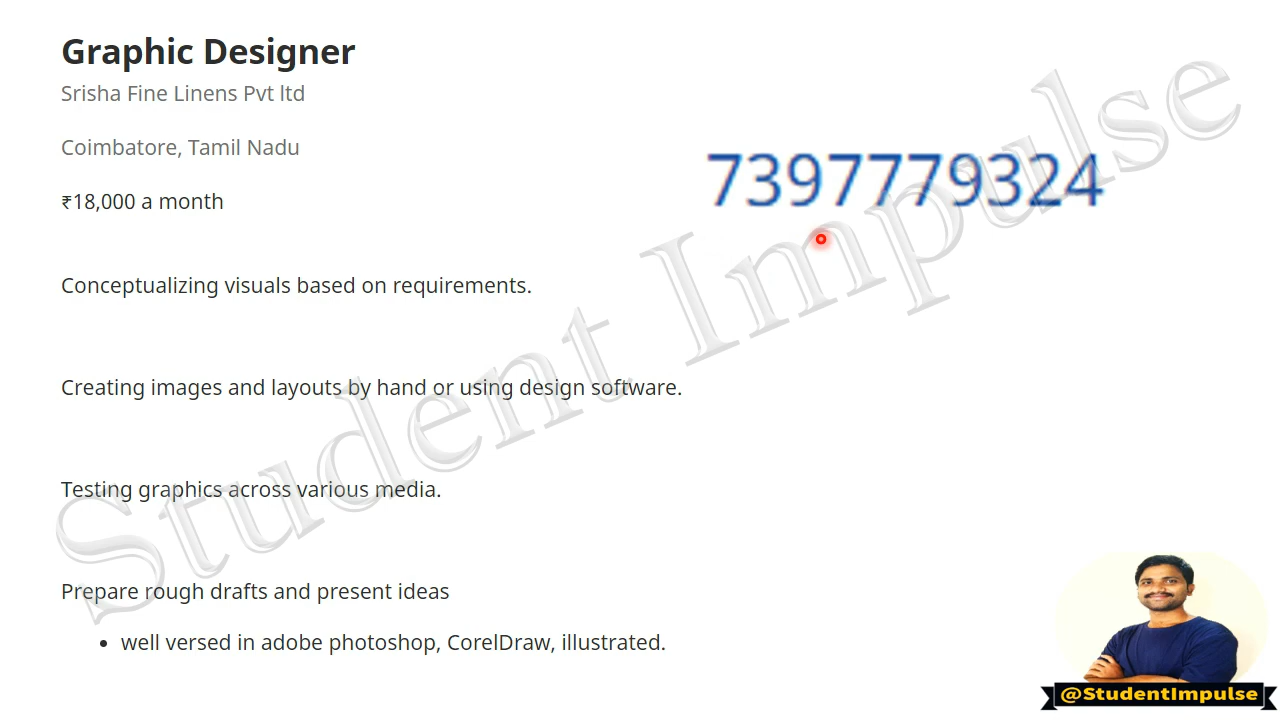 Graphic Designer
Srisha Fine Linens Pvt ltd
Coimbatore, Tamil Nadu
7397779324
₹18,000 a month
Conceptualizing visuals based on requirements.
Creating images and layouts by hand or using design software.
Testing graphics across various media.
Prepare rough drafts and present ideas
• well versed in adobe photoshop, CorelDraw, illustrated.
Student Impulse
@StudentImpulse